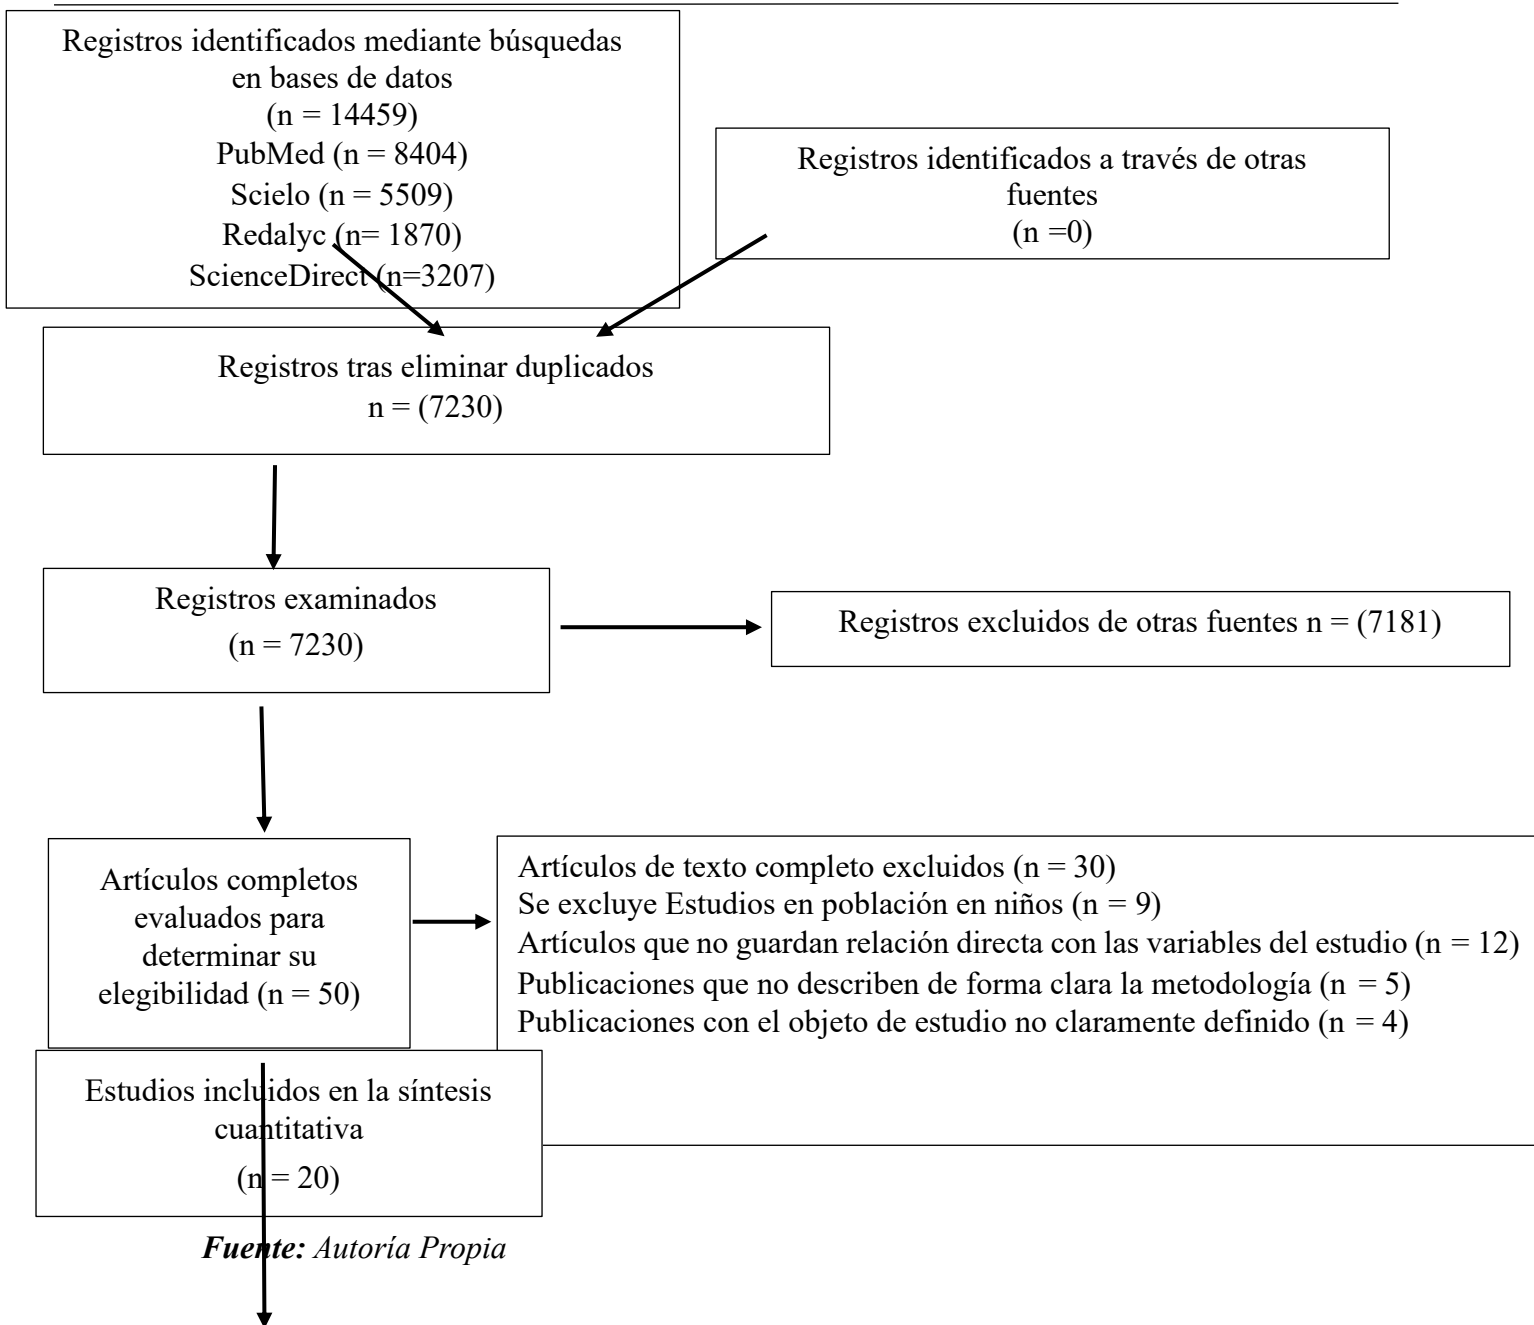 Registros identificados mediante búsquedas
en bases de datos
(n = 14459)
PubMed (n = 8404)
Scielo (n = 5509)
Redalyc (n= 1870)
ScienceDirect (n=3207)
Registros identificados a través de otras
fuentes
(n =0)
Registros tras eliminar duplicados
n = (7230)
Registros examinados
(n = 7230)
Registros excluidos de otras fuentes n = (7181)
Artículos completos
evaluados para
determinar su
elegibilidad (n = 50)
Artículos de texto completo excluidos (n = 30)
Se excluye Estudios en población en niños (n = 9)
Artículos que no guardan relación directa con las variables del estudio (n = 12)
Publicaciones que no describen de forma clara la metodología (n = 5)
Publicaciones con el objeto de estudio no claramente definido (n = 4)
Estudios incluidos en la síntesis
cuantitativa
(n = 20)
Fuente: Autoría Propia